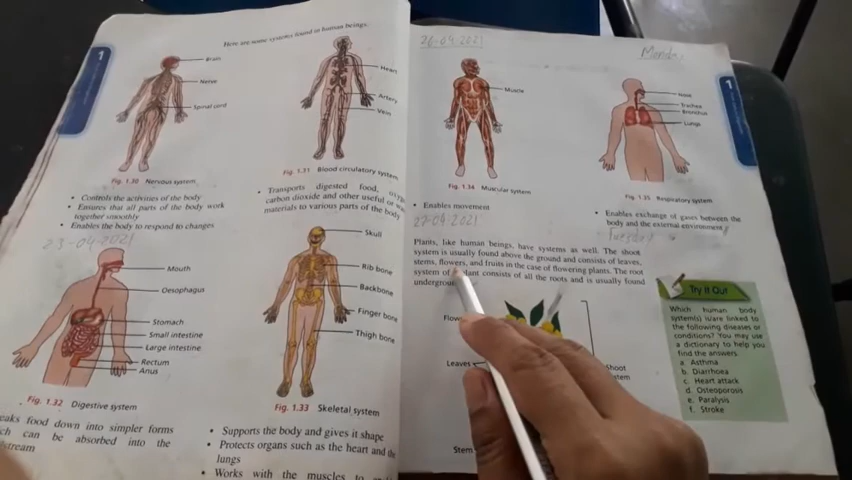 Here are some systems found in human beings.
1
Brain
Nerve
Spinal cord
Fig. 1.30 Nervous system
• Controls the activities of the body
• Ensures that all parts of the body work
together smoothly
• Enables the body to respond to changes
23-04-2021
Heart
Artery
Vein
Fig. 1.31 Blood circulatory system
• Transports digested food,
carbon dioxide and other useful or
materials to various parts of the body
Mouth
Oesophagus
Stomach
Small intestine
Large intestine
Rectum
Anus
Fig. 1.32 Digestive system
down into simpler forms
can be absorbed into the
Skull
Rib bone
Backbone
Finger bone
Thigh bone
Fig. 1.33 Skeletal system
• Supports the body and gives it shape
• Protects organs such as the heart and the
lungs
• Works with the muscles to
26-04-2021
Monday
1
Muscle
Fig. 1.34 Muscular system
• Enables movement
27-04-2021
Nose
Trachea
Bronchus
Lungs
Fig. 1.35 Respiratory system
• Enables exchange of gases between the
body and the external environment
Tuesday
Plants, like human beings, have systems as well. The shoot
system is usually found above the ground and consists of leaves,
stems, flowers, and fruits in the case of flowering plants. The root
system of consists of all the roots and is usually found
Leaves
Stem
Shoot
Try it Out
Which human body
system(s) is/are linked to
the following diseases or
conditions? You may use
a dictionary to help you
find the answers.
a. Asthma
b. Diarrhoea
c. Heart attack
d. Osteoporosis
e. Paralysis
f. Stroke